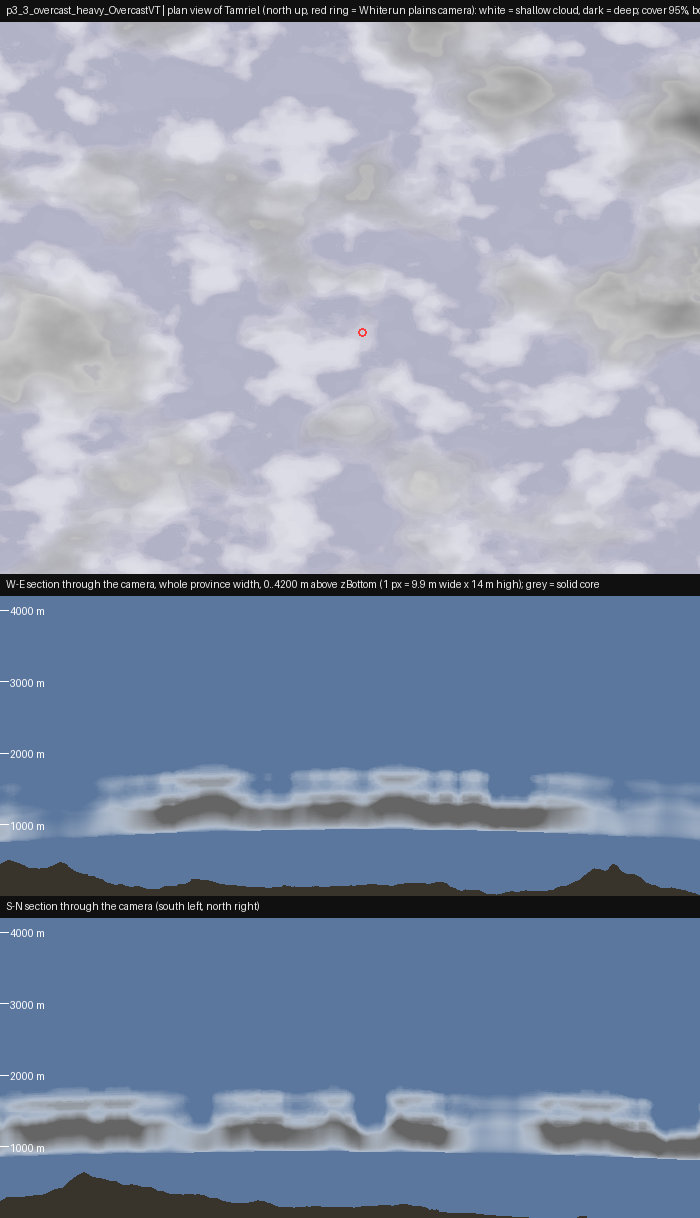 p3_3_overcast_heavy_OvercastVT | plan view of Tamriel (north up, red ring = Whiterun plains camera): white = shallow cloud, dark = deep; cover 95%,
W-E section through the camera, whole province width, 0..4200 m above zBottom (1 px = 9.9 m wide x 14 m high); grey = solid core
4000 m
3000 m
2000 m
1000 m
S-N section through the camera (south left, north right)
4000 m
3000 m
2000 m
1000 m